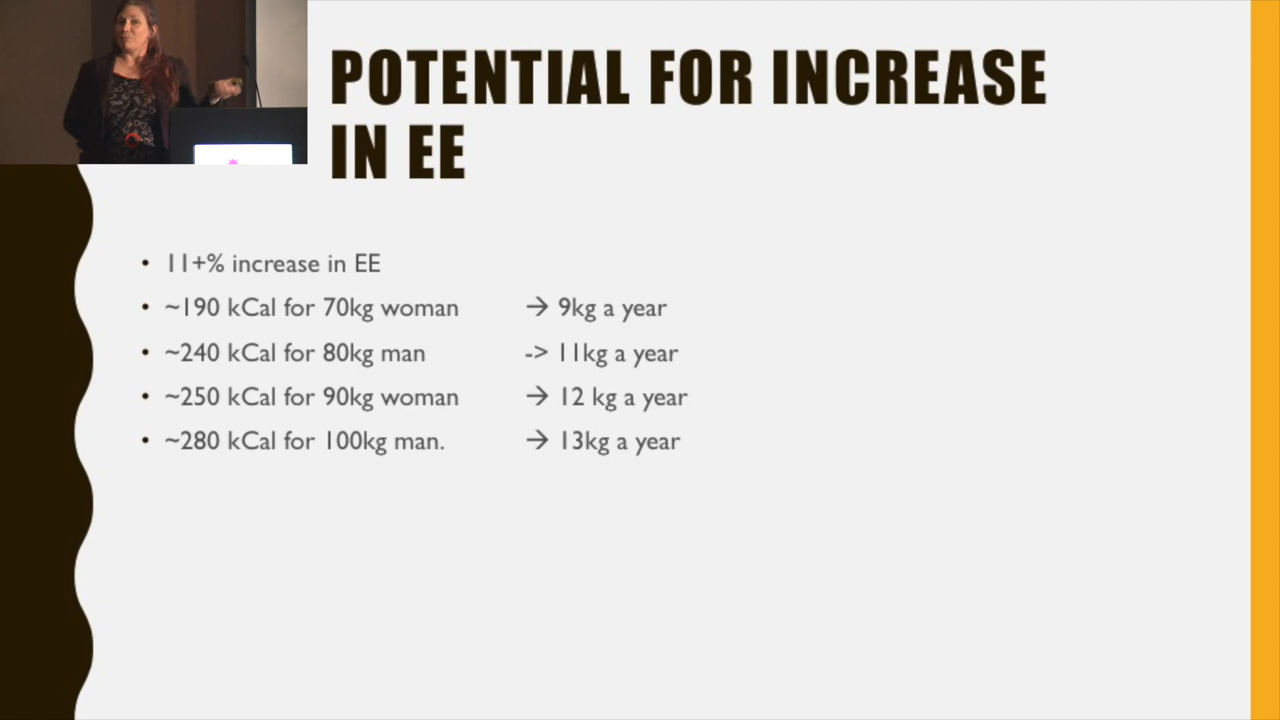 POTENTIAL FOR INCREASE
IN EE
• 11+% increase in EE
• ~190 kCal for 70kg woman → 9kg a year
• ~240 kCal for 80kg man -> 11kg a year
• ~250 kCal for 90kg woman → 12 kg a year
• ~280 kCal for 100kg man. → 13kg a year